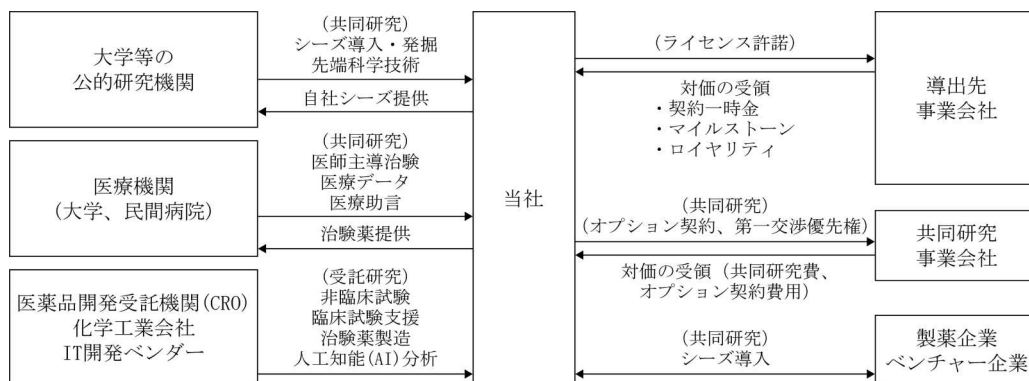 大学等の
公的研究機関
(共同研究)
シーズ導入・発掘
先端科学技術
自社シーズ提供
医療機関
(大学、民間病院)
(共同研究)
医師主導治験
医療データ
医療助言
治験薬提供
医薬品開発受託機関(CRO)
化学工業会社
IT開発ベンダー
(受託研究)
非臨床試験
臨床試験支援
治験薬製造
人工知能(AI)分析
当社
(ライセンス許諾)
対価の受領
・契約一時金
・マイルストーン
・ロイヤリティ
導出先
事業会社
(共同研究)
(オプション契約、第一交渉優先権)
対価の受領(共同研究費、
オプション契約費用)
共同研究
事業会社
(共同研究)
シーズ導入
製薬企業
ベンチャー企業